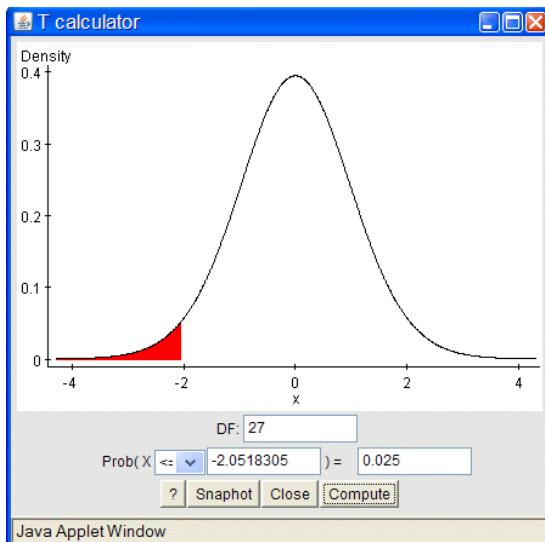 T calculator
Density
0.4
0.3
0.2
0.1
0
-4 -2 0 2 4
x
DF: 27
Prob( X <= -2.0518305 ) = 0.025
? Snaphot Close Compute
Java Applet Window